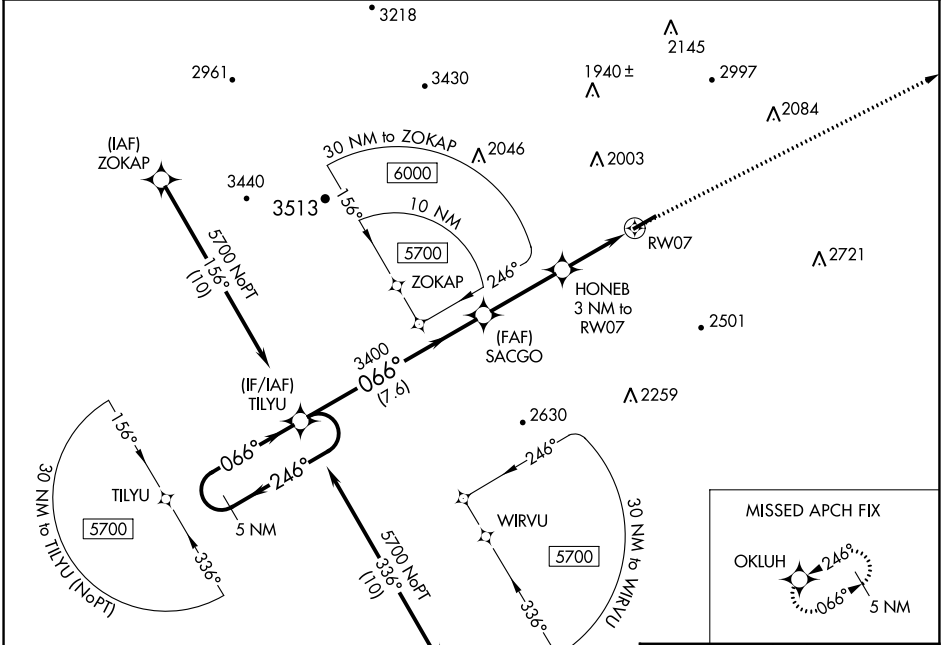 3218
2145
2961
3430
1940 ±
2997
2084
(IAF)
ZOKAP
30 NM to ZOKAP
2046
2003
6000
3440
3513
156°
10 NM
5700
ZOKAP
246°
RW07
5700 NoPT
156°
(10)
2721
HONEB
3 NM to
RW07
(FAF)
SACGO
2501
3400
066°
(7.6)
(IF/IAF)
TILYU
2259
2630
156°
066°
246°
246°
TILYU
5700
30 NM to TILYU (NoPT)
336°
5 NM
5700 NoPT
336°
(10)
WIRVU
5700
30 NM to WIRVU
336°
MISSED APCH FIX
OKLUH
246°
066°
5 NM